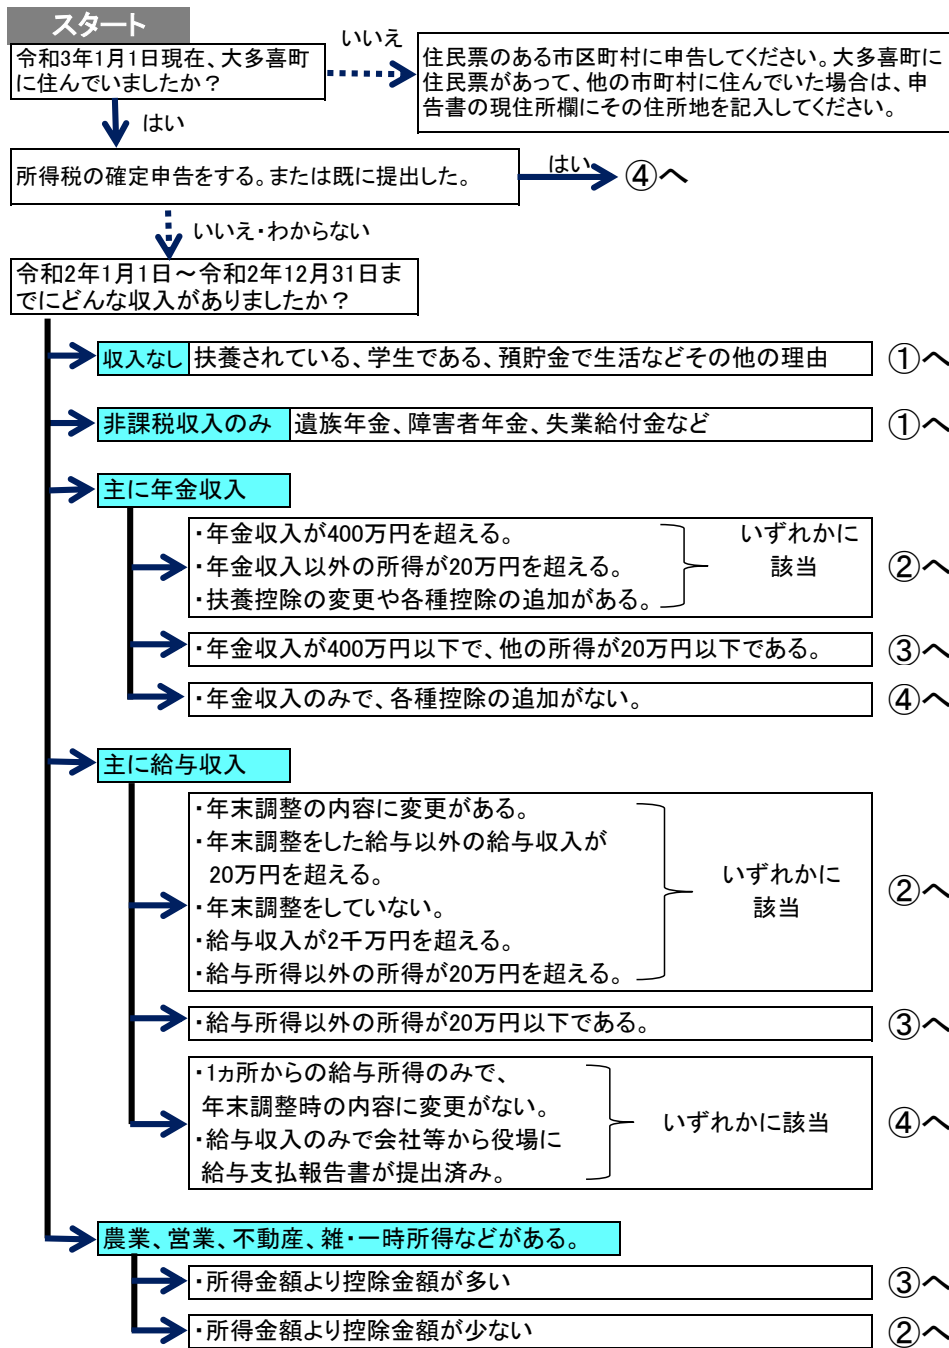 スタート
令和3年1月1日現在、大多喜町
に住んでいましたか？
いいえ
住民票のある市区町村に申告してください。大多喜町に
住民票があって、他の市町村に住んでいた場合は、申
告書の現住所欄にその住所地を記入してください。
はい
所得税の確定申告をする。または既に提出した。
はい
④へ
いいえ・わからない
令和2年1月1日～令和2年12月31日ま
でにどんな収入がありましたか？
収入なし 扶養されている、学生である、預貯金で生活などその他の理由 ①へ
非課税収入のみ 遺族年金、障害者年金、失業給付金など ①へ
主に年金収入
・年金収入が400万円を超える。
・年金収入以外の所得が20万円を超える。
・扶養控除の変更や各種控除の追加がある。
いずれかに
該当
②へ
・年金収入が400万円以下で、他の所得が20万円以下である。 ③へ
・年金収入のみで、各種控除の追加がない。 ④へ
主に給与収入
・年末調整の内容に変更がある。
・年末調整をした給与以外の給与収入が
20万円を超える。
・年末調整をしていない。
・給与収入が2千万円を超える。
・給与所得以外の所得が20万円を超える。
いずれかに
該当
②へ
・給与所得以外の所得が20万円以下である。 ③へ
・1ヵ所からの給与所得のみで、
年末調整時の内容に変更がない。
・給与収入のみで会社等から役場に
給与支払報告書が提出済み。
いずれかに該当
④へ
農業、営業、不動産、雑・一時所得などがある。
・所得金額より控除金額が多い ③へ
・所得金額より控除金額が少ない ②へ